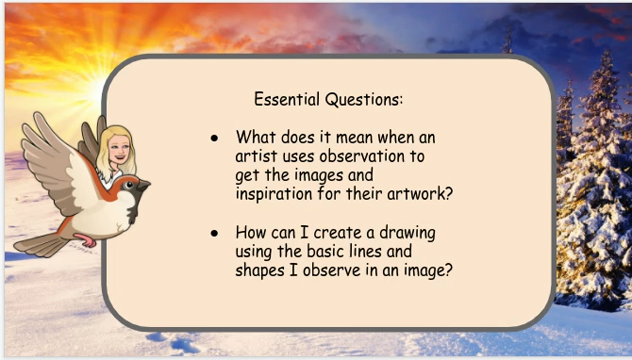 Essential Questions:
● What does it mean when an
artist uses observation to
get the images and
inspiration for their artwork?
● How can I create a drawing
using the basic lines and
shapes I observe in an image?